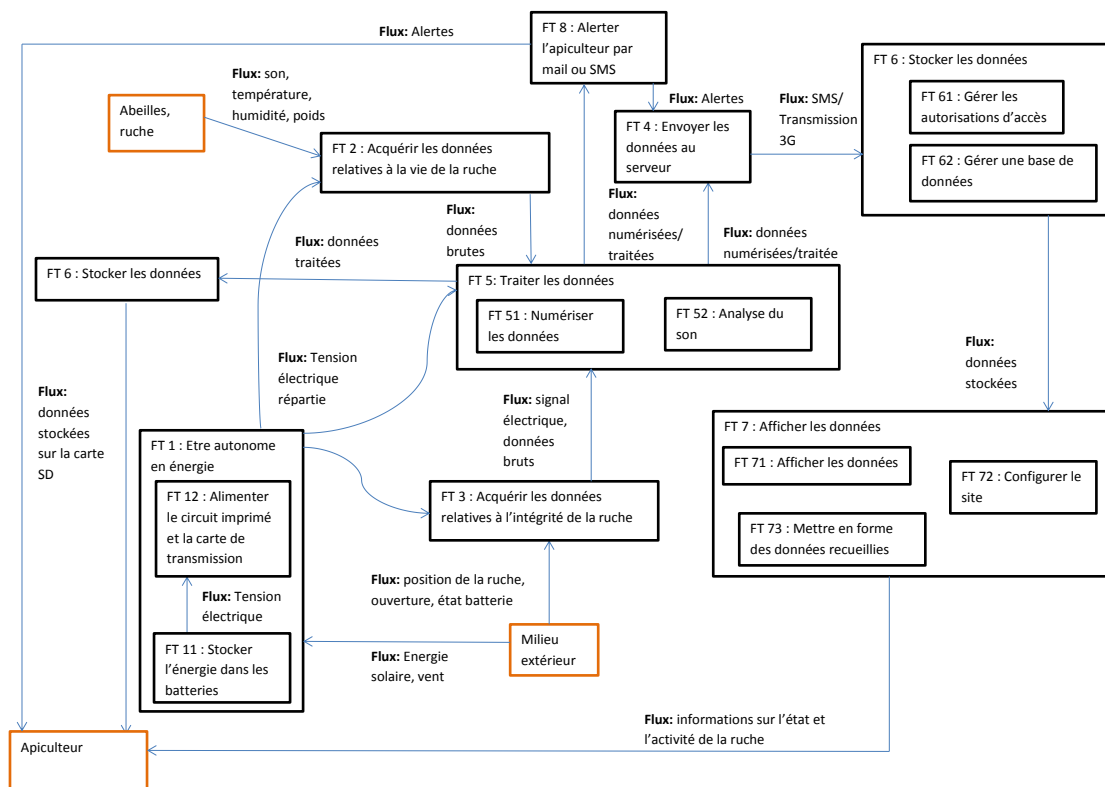 FT 8 : Alerter
l'apiculteur par
mail ou SMS
Flux: Alertes
FT 6 : Stocker les données
FT 61 : Gérer les
autorisations d'accès
FT 62 : Gérer une base de
données
Flux: son,
température,
humidité, poids
Abeilles,
ruche
Flux: Alertes
Flux: SMS/
Transmission
3G
FT 4 : Envoyer les
données au
serveur
FT 2 : Acquérir les données
relatives à la vie de la ruche
Flux:
données
brutes
Flux:
données
numérisées/
traitées
Flux: données
numérisées/traitée
Flux: données
traitées
FT 6 : Stocker les données
FT 5: Traiter les données
FT 51 : Numériser
les données
FT 52 : Analyse du
son
Flux: Tension
électrique
répartie
Flux:
données
stockées
Flux:
données
stockées
sur la carte
SD
Flux: signal
électrique,
données
bruts
FT 1 : Etre autonome
en énergie
FT 12 : Alimenter
le circuit imprimé
et la carte de
transmission
Flux: Tension
électrique
FT 11 : Stocker
l'énergie dans les
batteries
FT 3 : Acquérir les données
relatives à l'intégrité de la ruche
FT 7 : Afficher les données
FT 71 : Afficher les données
FT 72 : Configurer le
site
FT 73 : Mettre en forme
des données recueillies
Flux: position de la ruche,
ouverture, état batterie
Milieu
extérieur
Flux: Energie
solaire, vent
Flux: informations sur l'état et
l'activité de la ruche
Apiculteur